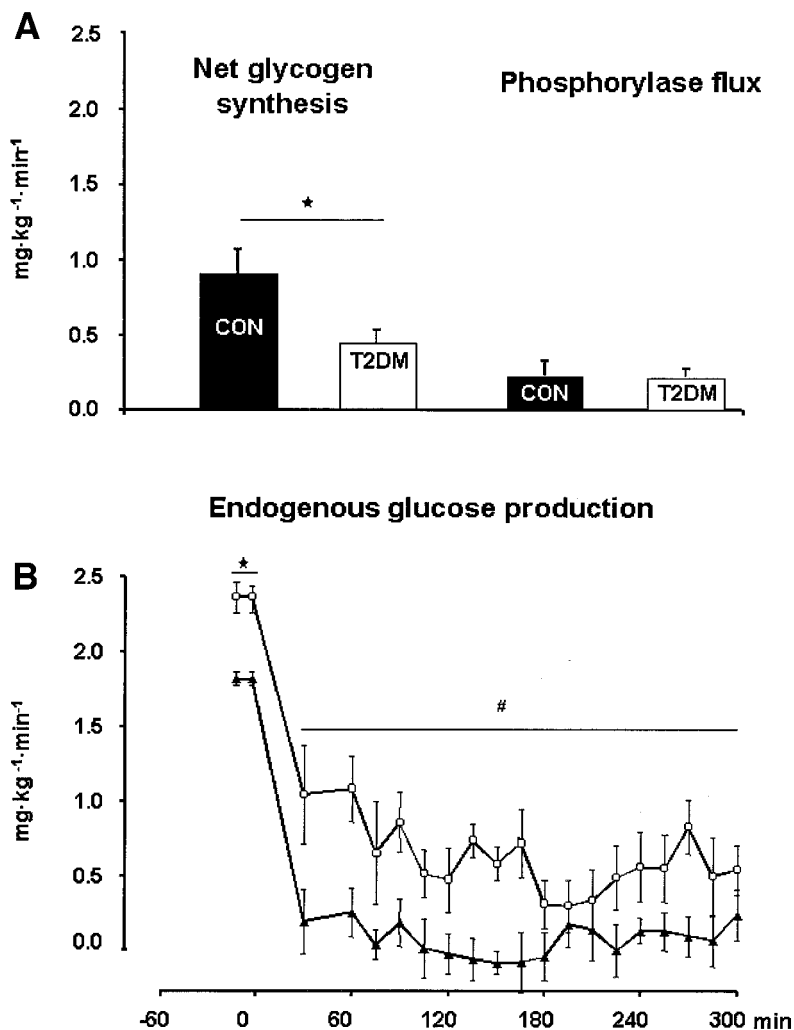 A
2.5
Net glycogen
synthesis
Phosphorylase flux
2.0
mg·kg⁻¹·min⁻¹
1.5
★
1.0
CON
0.5
T2DM
CON
T2DM
0.0
Endogenous glucose production
B
★
2.5
2.0
mg·kg⁻¹·min⁻¹
#
1.5
1.0
0.5
0.0
-60 0 60 120 180 240 300 min